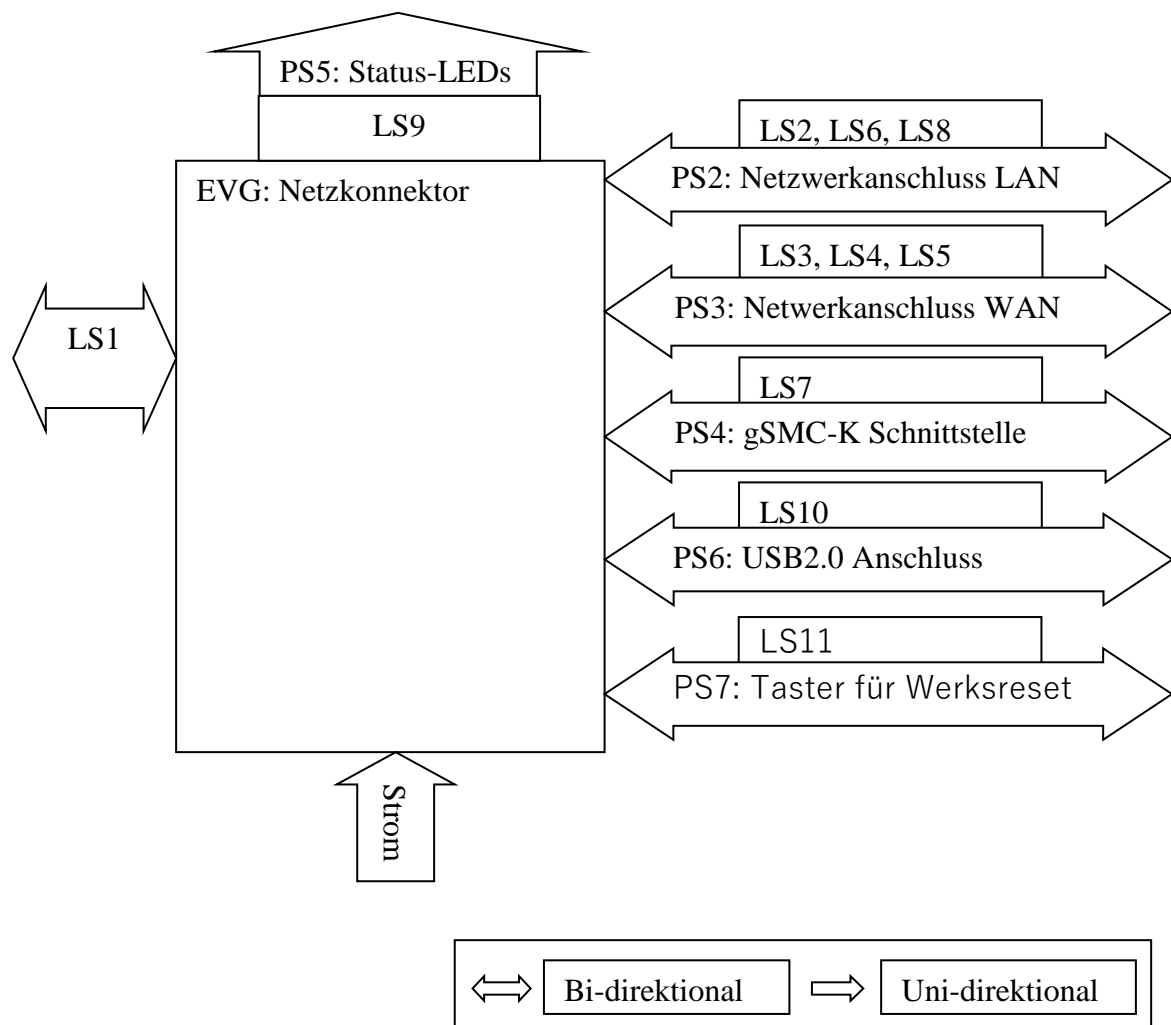 PS5: Status-LEDs
LS9
EVG: Netzkonnektor
LS1
LS2, LS6, LS8
PS2: Netzwerkanschluss LAN
LS3, LS4, LS5
PS3: Netwerkanschluss WAN
LS7
PS4: gSMC-K Schnittstelle
LS10
PS6: USB2.0 Anschluss
LS11
PS7: Taster für Werksreset
Strom
Bi-direktional
Uni-direktional